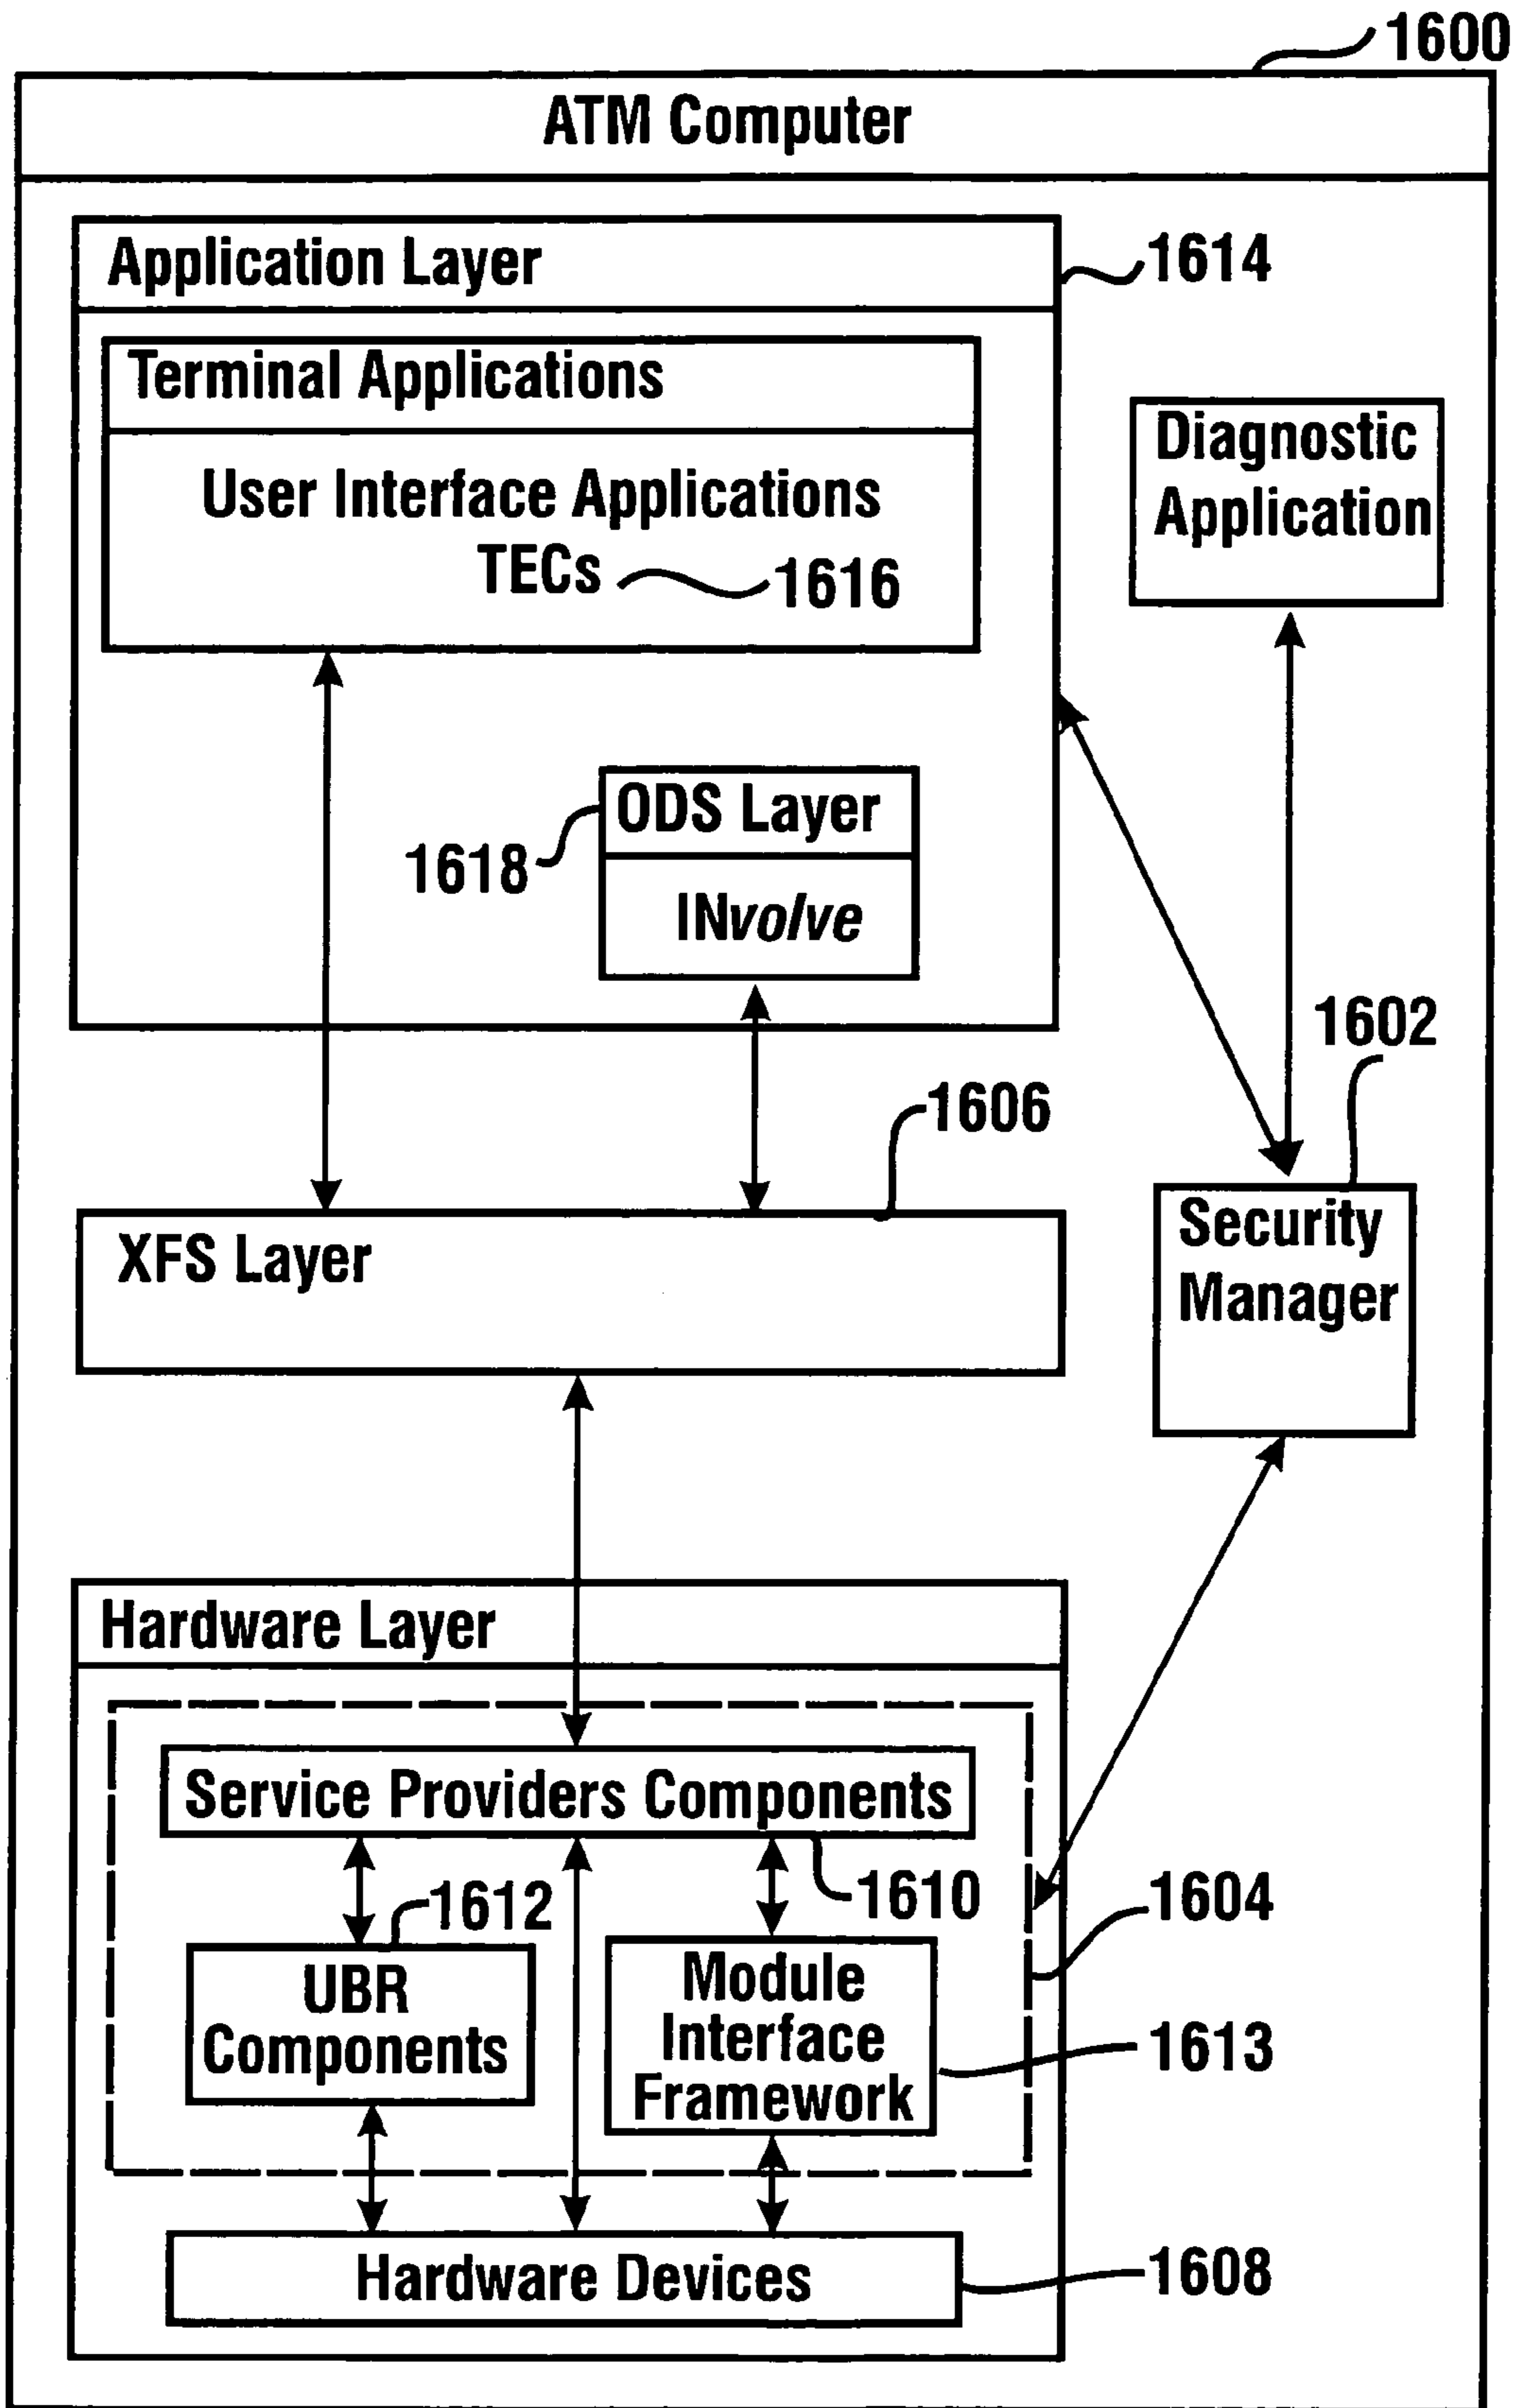 1600
ATM Computer
Application Layer
1614
Terminal Applications
User Interface Applications
TECs
1616
Diagnostic
Application
ODS Layer
1618
INvolve
1602
1606
XFS Layer
Security
Manager
Hardware Layer
Service Providers Components
1610
1612
1604
UBR
Components
Module
Interface
Framework
1613
Hardware Devices
1608